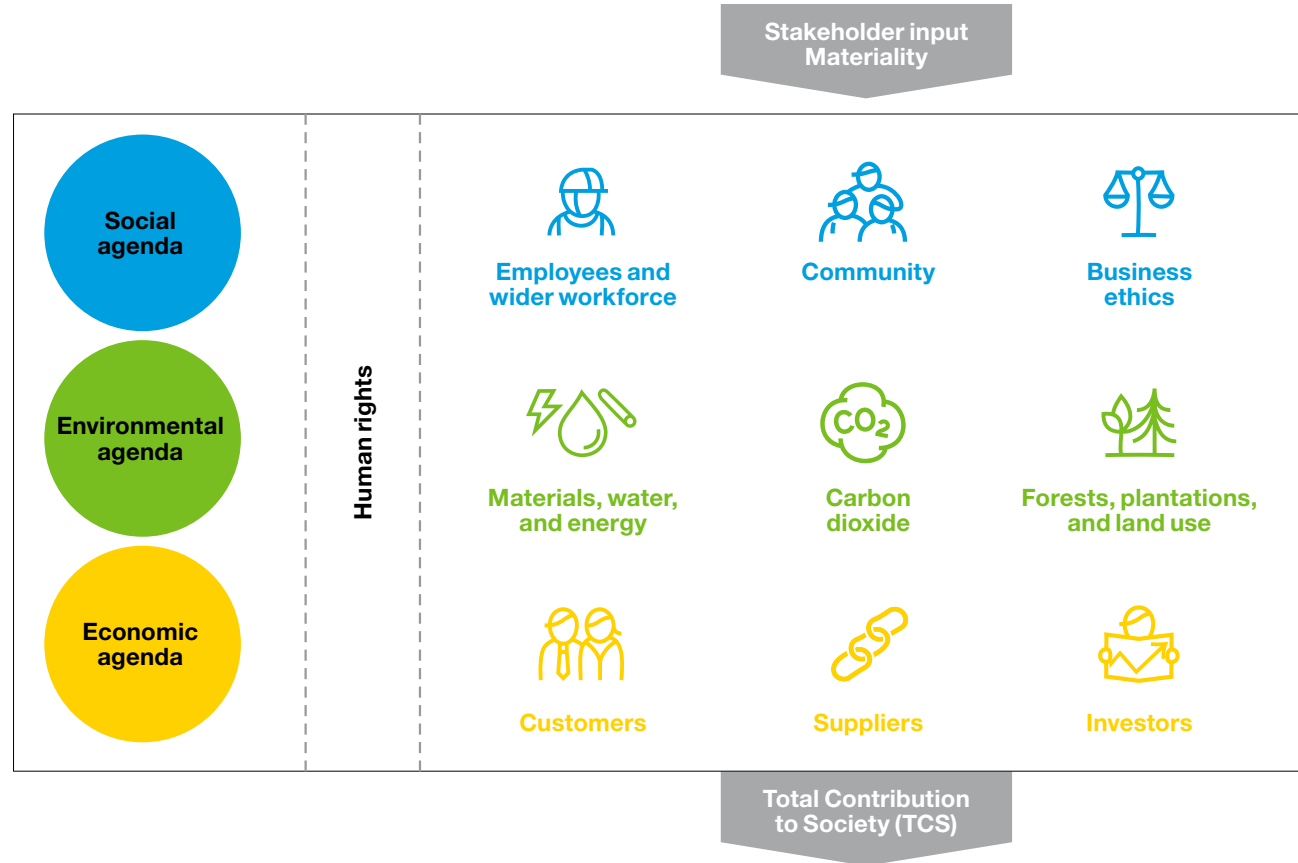 Stakeholder input
Materiality
Social
agenda
Environmental
agenda
Economic
agenda
Human rights
Employees and
wider workforce
Community
Business
ethics
CO₂
Materials, water,
and energy
Carbon
dioxide
Forests, plantations,
and land use
Customers
Suppliers
Investors
Total Contribution
to Society (TCS)